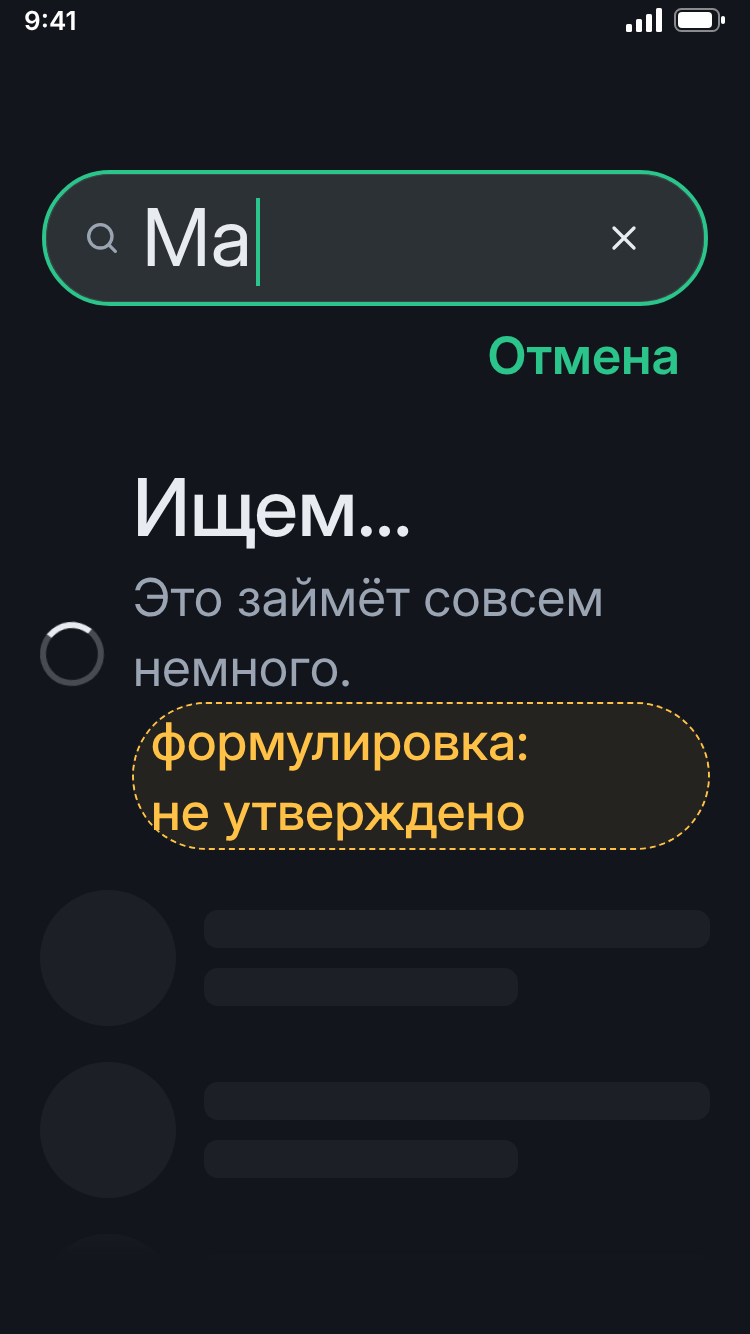 9:41
Ма
Отмена
Ищем...
Это займёт совсем
немного.
формулировка:
не утверждено